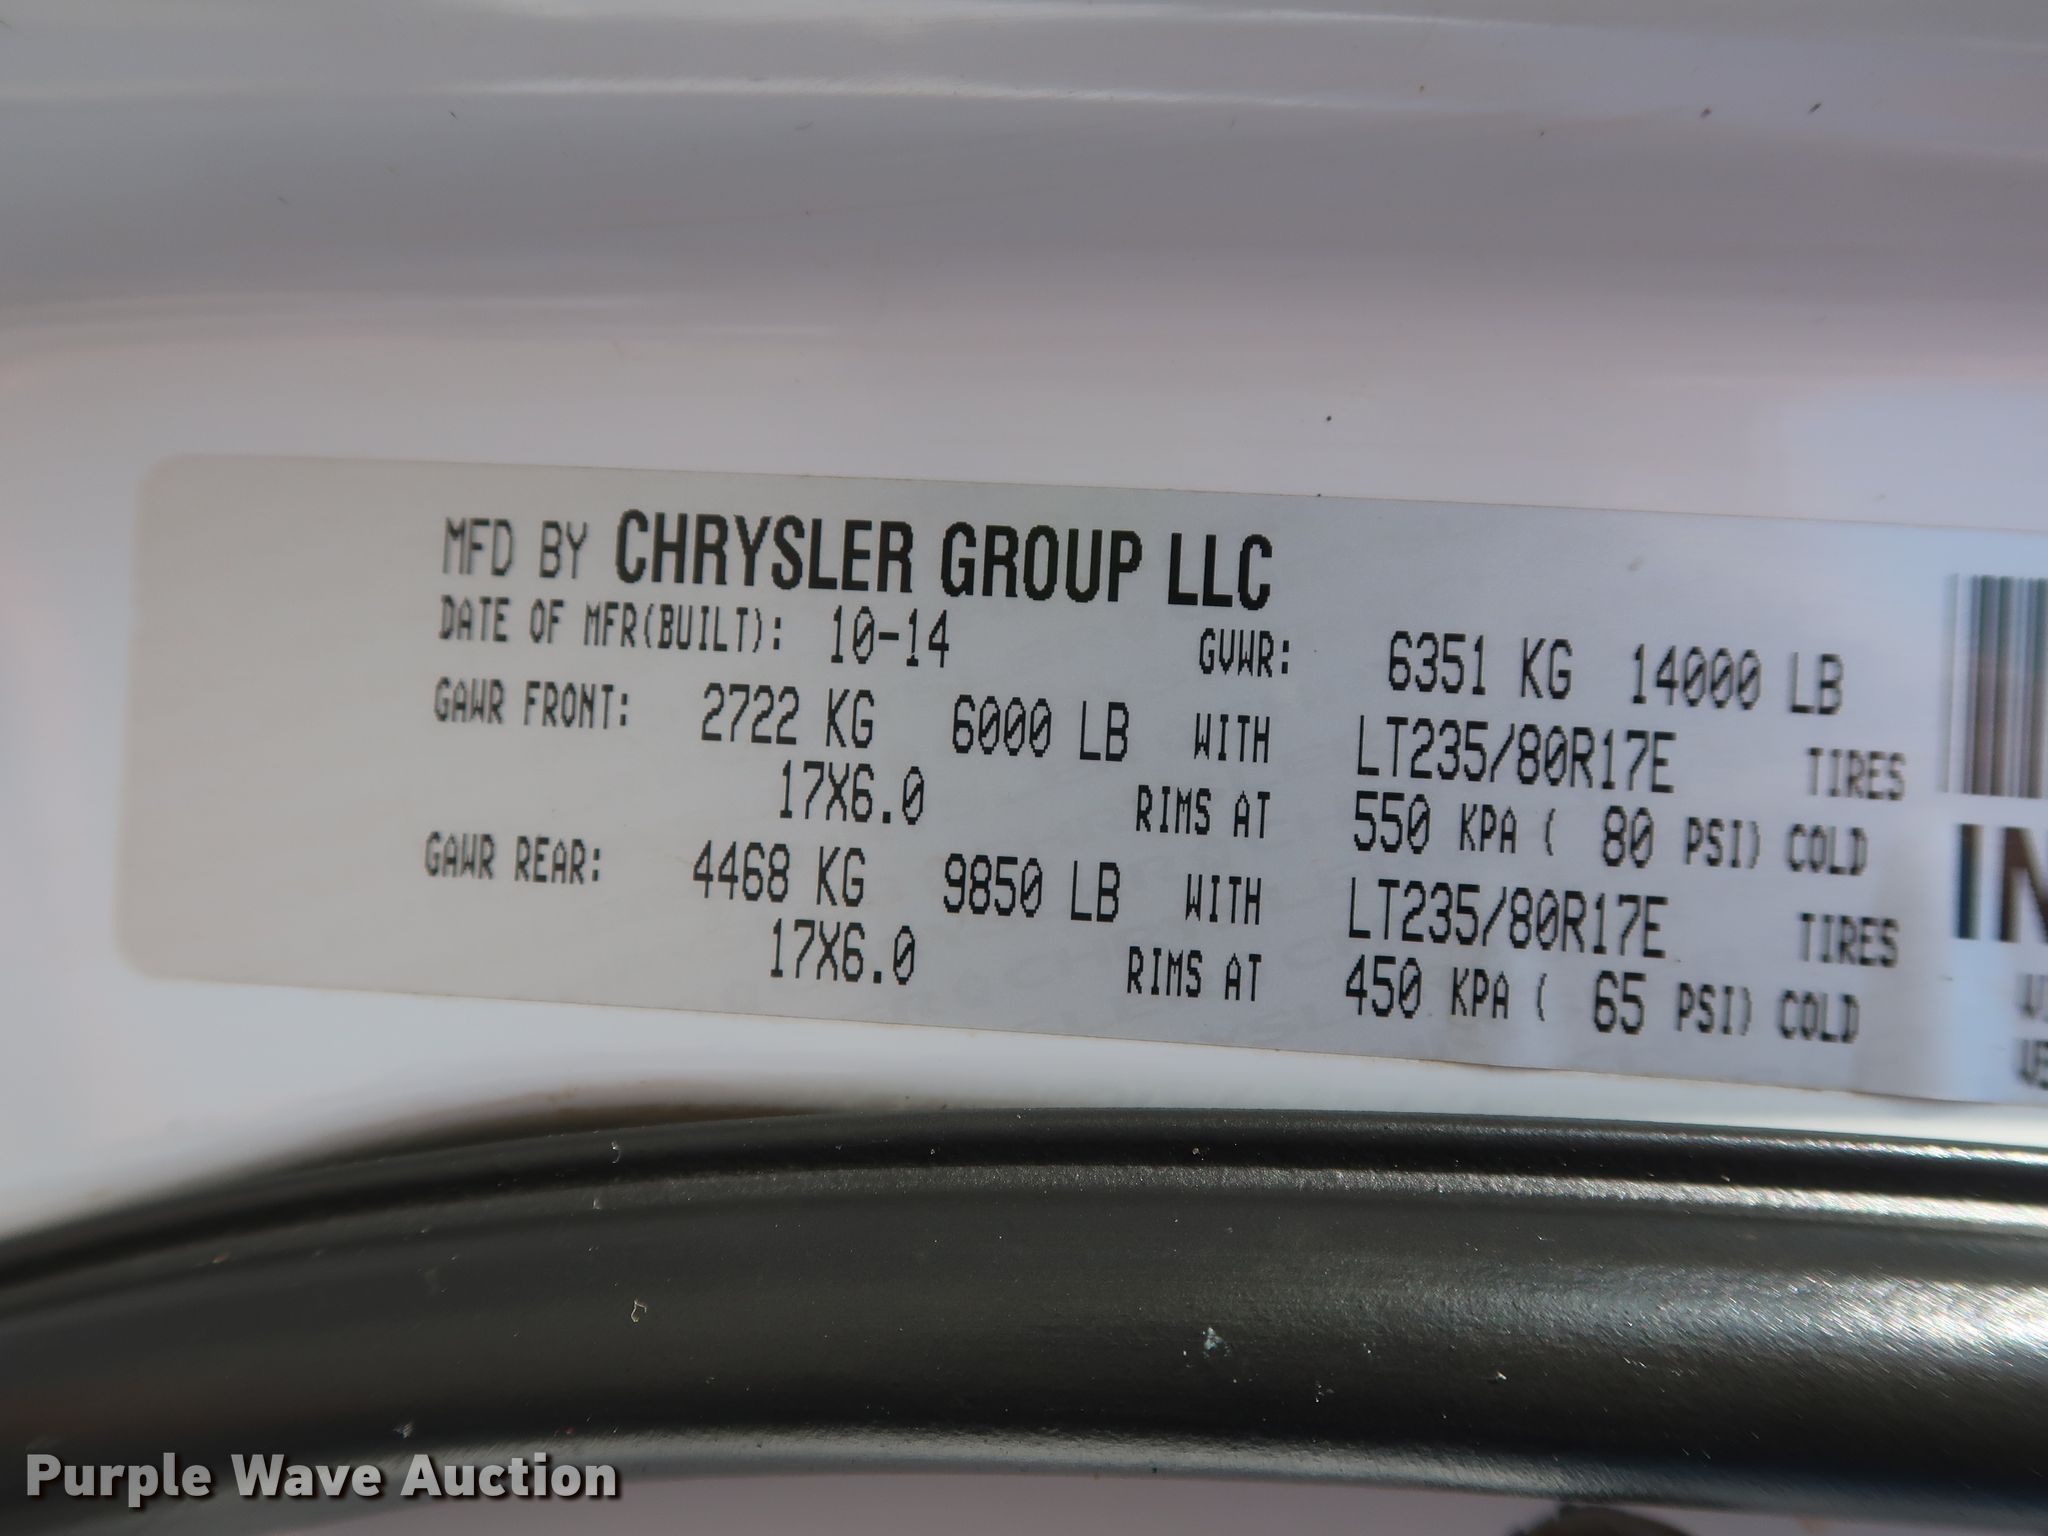 MFD BY CHRYSLER GROUP LLC
DATE OF MFR(BUILT): 10-14 GVWR: 6351 KG 14000 LB
GAWR FRONT: 2722 KG 6000 LB WITH LT235/80R17E TIRES
17X6.0 RIMS AT 550 KPA ( 80 PSI) COLD
GAWR REAR: 4468 KG 9850 LB WITH LT235/80R17E TIRES
17X6.0 RIMS AT 450 KPA ( 65 PSI) COLD
Purple Wave Auction